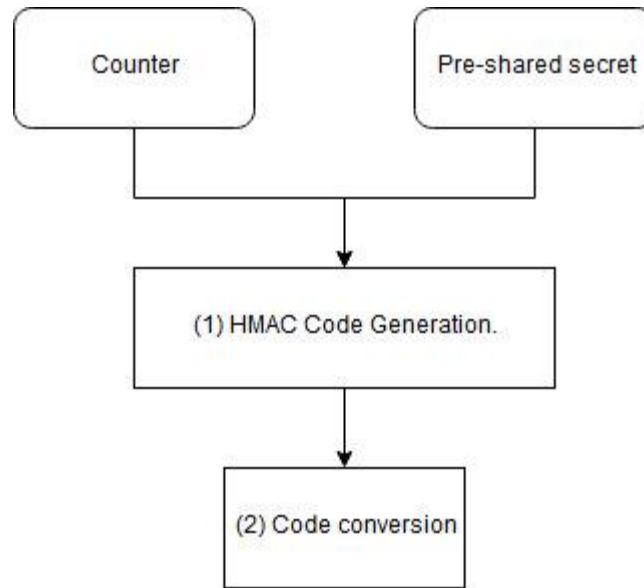 Counter
Pre-shared secret
(1) HMAC Code Generation.
(2) Code conversion